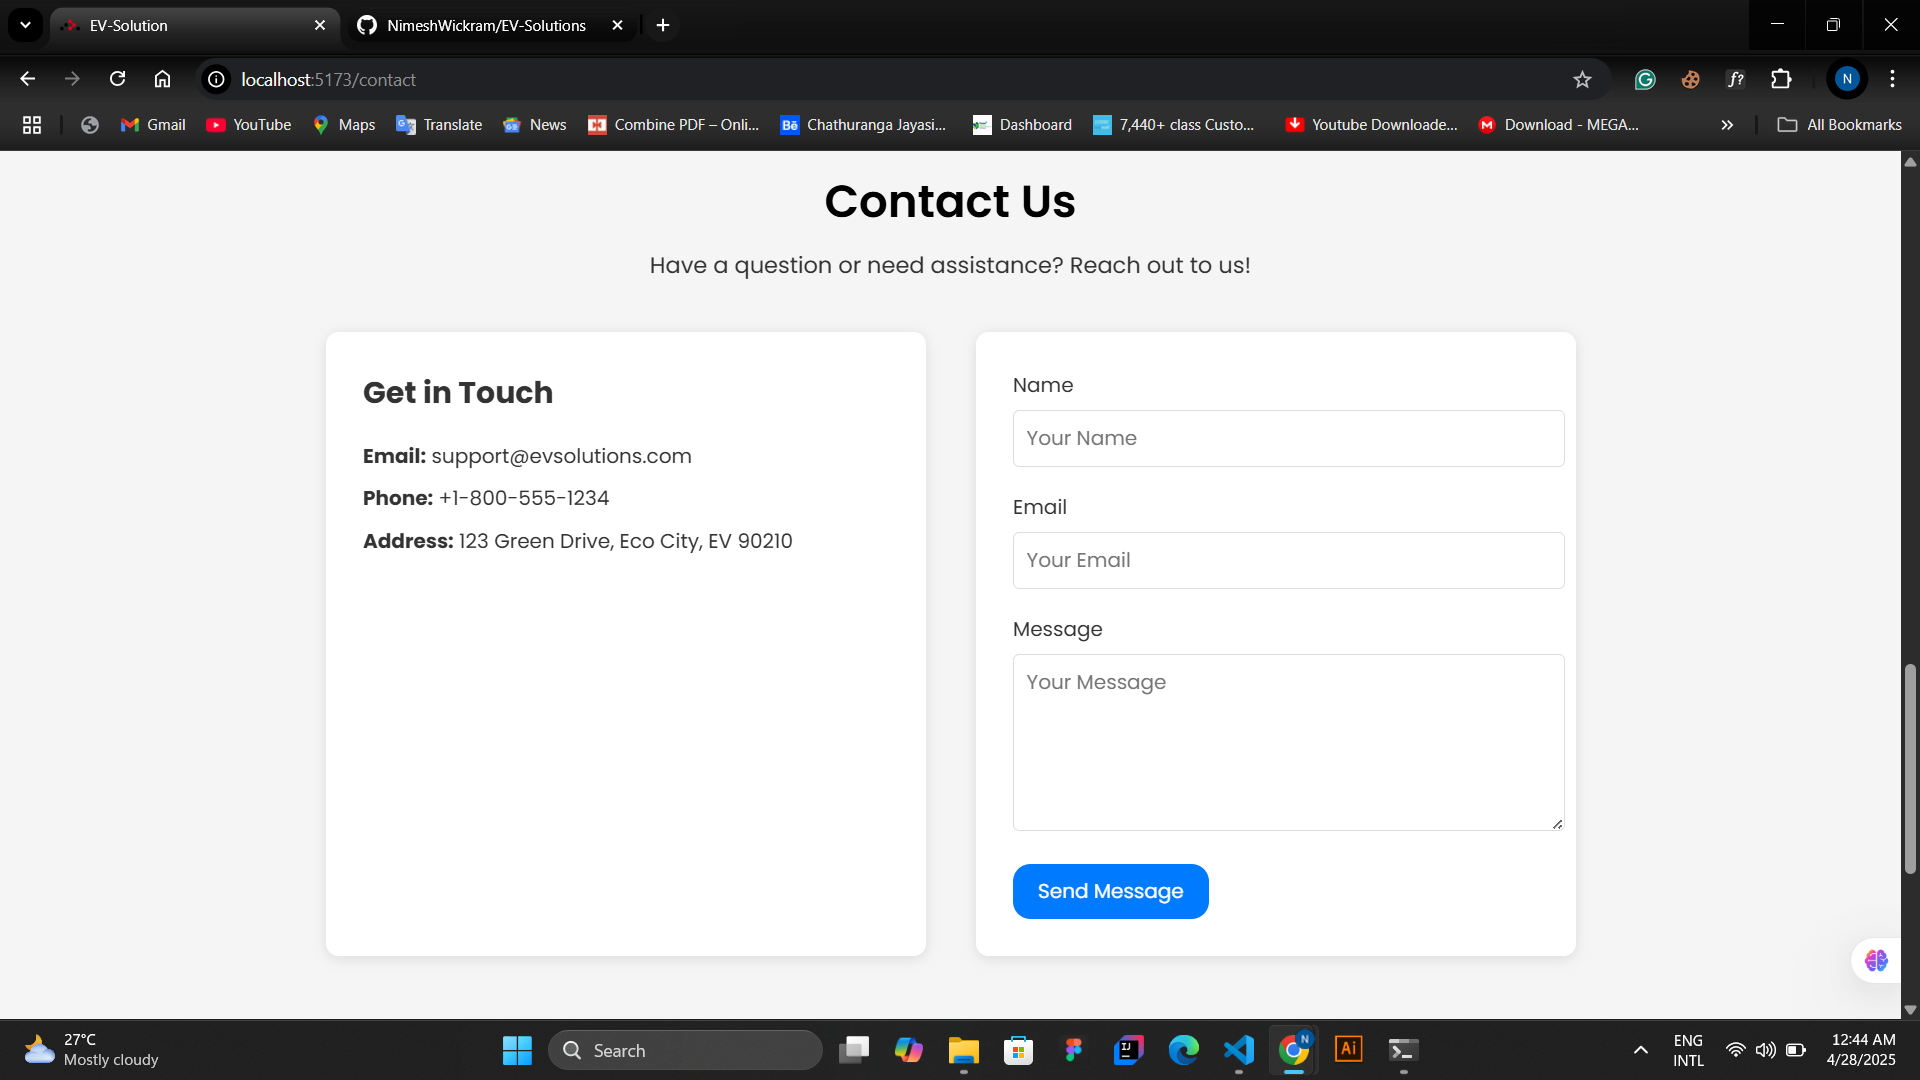 EV-Solution
NimeshWickram/EV-Solutions
localhost:5173/contact
f?
N
Gmail
YouTube
Maps
Translate
News
Combine PDF – Onli...
Bē
Chathuranga Jayasi...
Dashboard
7,440+ class Custo...
Youtube Downloade...
M
Download - MEGA...
All Bookmarks
Contact Us
Have a question or need assistance? Reach out to us!
Get in Touch
Email: support@evsolutions.com
Phone: +1-800-555-1234
Address: 123 Green Drive, Eco City, EV 90210
Name
Your Name
Email
Your Email
Message
Your Message
Send Message
27°C
Mostly cloudy
Search
IJ
N
Ai
ENG
INTL
12:44 AM
4/28/2025